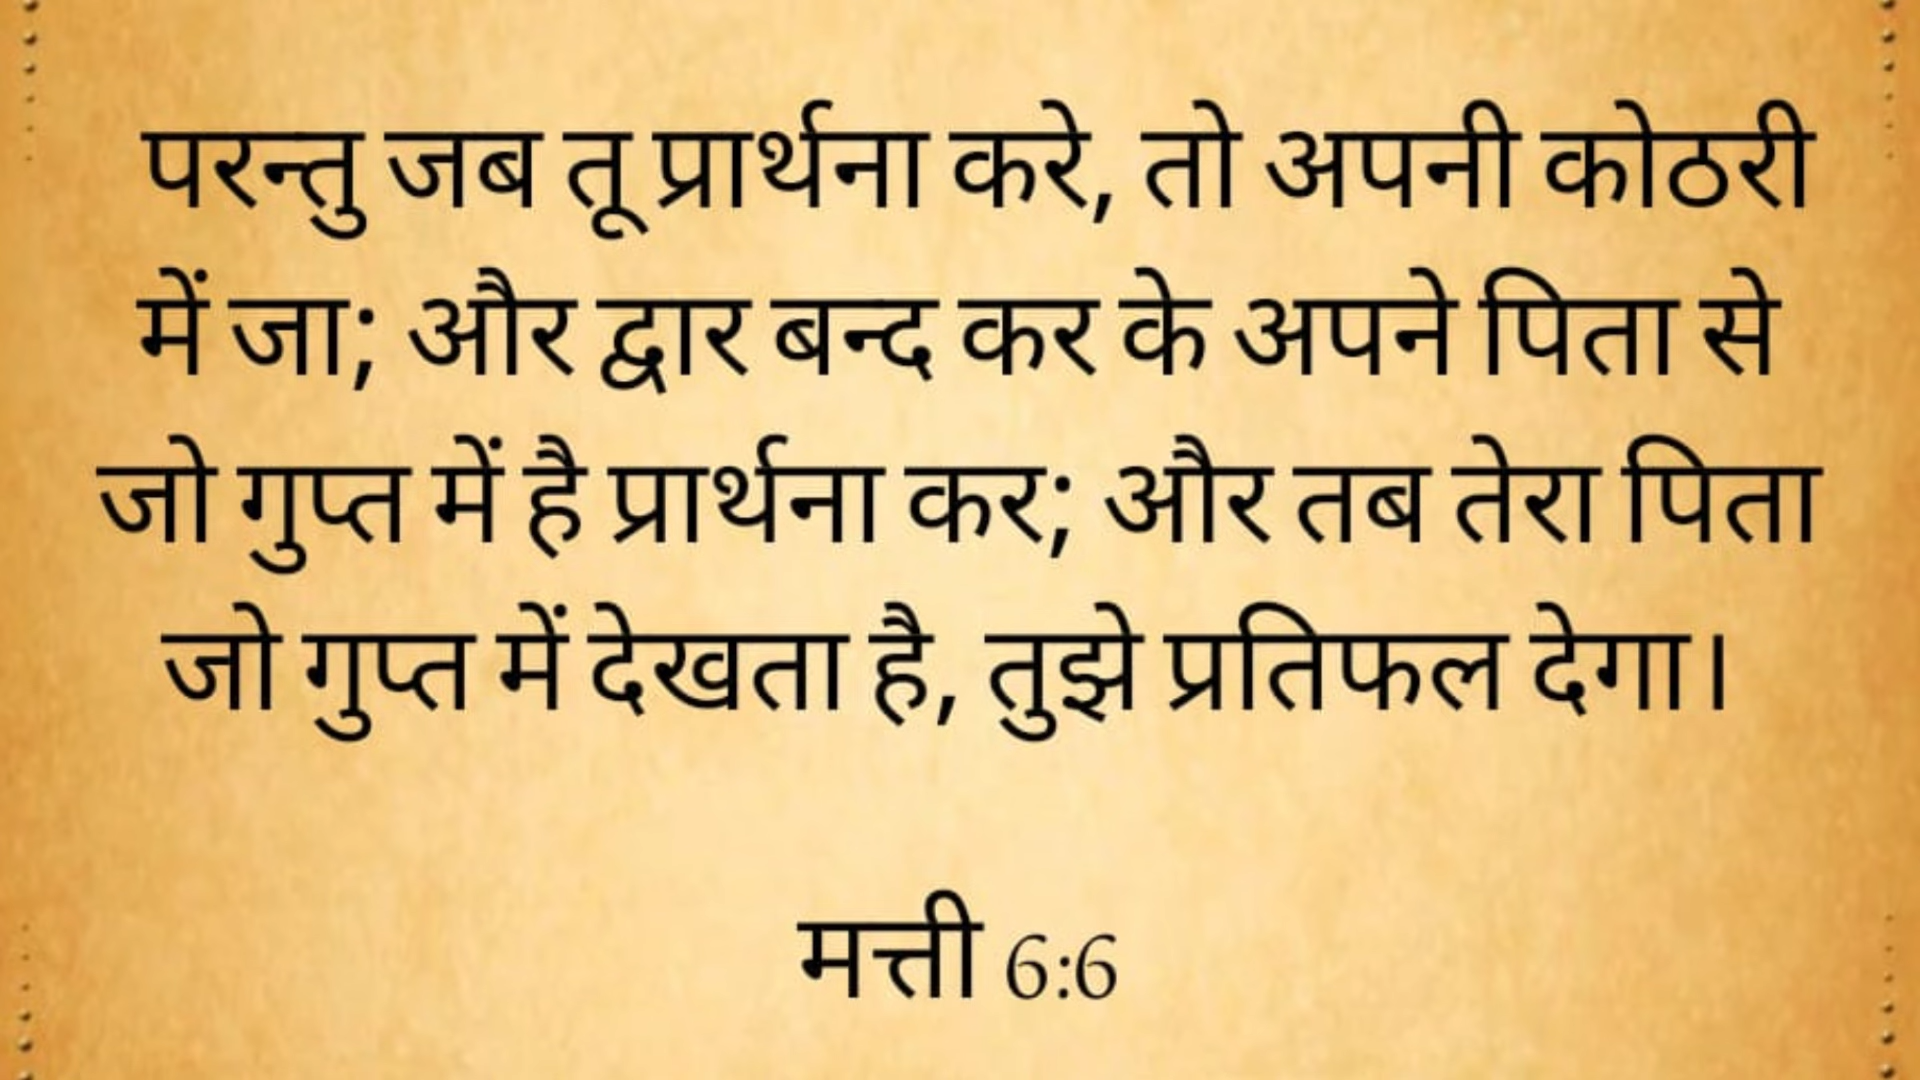 परन्तु जब तू प्रार्थना करे, तो अपनी कोठरी
में जा; और द्वार बन्द कर के अपने पिता से
जो गुप्त में है प्रार्थना कर; और तब तेरा पिता
जो गुप्त में देखता है, तुझे प्रतिफल देगा।
मत्ती 6:6